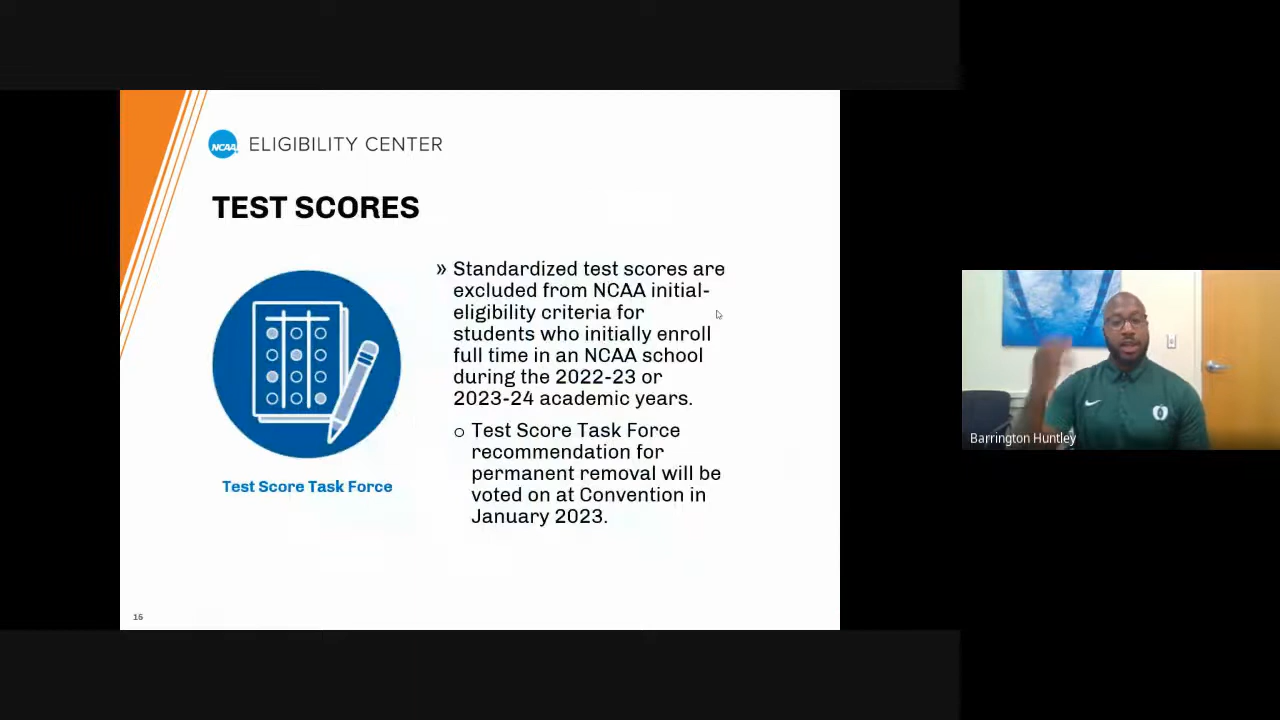 NCAA
ELIGIBILITY CENTER
TEST SCORES
» Standardized test scores are
excluded from NCAA initial-
eligibility criteria for
students who initially enroll
full time in an NCAA school
during the 2022-23 or
2023-24 academic years.
o Test Score Task Force
recommendation for
permanent removal will be
voted on at Convention in
January 2023.
Test Score Task Force
16
Barrington Huntley